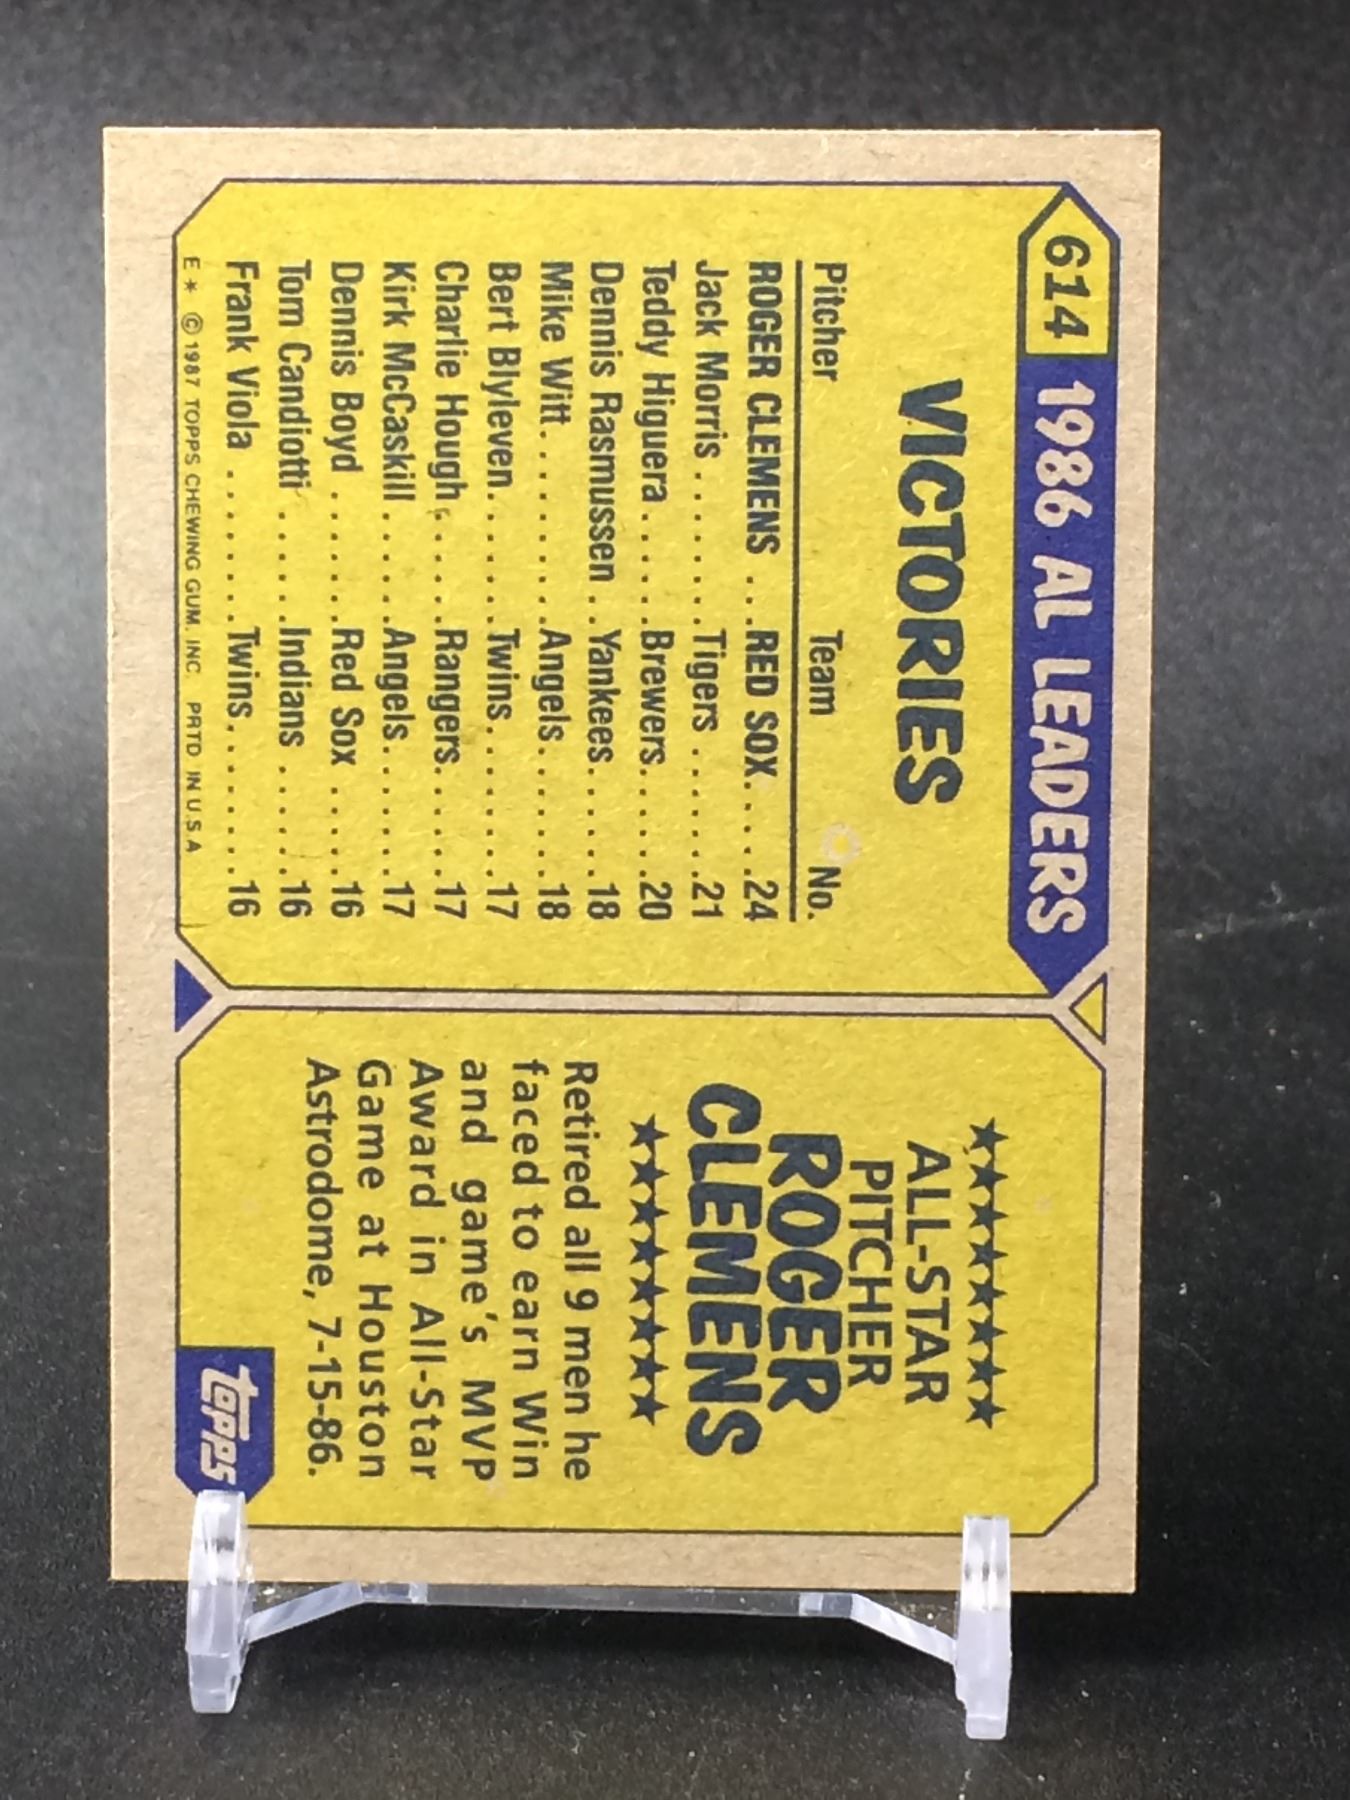 614 1986 AL LEADERS
VICTORIES
Pitcher Team No.
ROGER CLEMENS ...RED SOX.....24
Jack Morris ........Tigers ......21
Teddy Higuera......Brewers.....20
Dennis Rasmussen ..Yankees.....18
Mike Witt..........Angels......18
Bert Blyleven.......Twins.......17
Charlie Hough......Rangers.....17
Kirk McCaskill .....Angels......17
Dennis Boyd .......Red Sox .....16
Tom Candiotti .....Indians .....16
Frank Viola ........Twins.......16
E * © 1987 TOPPS CHEWING GUM, INC PRTD IN U.S.A
ALL-STAR
PITCHER
ROGER
CLEMENS
Retired all 9 men he
faced to earn Win
and game's MVP
Award in All-Star
Game at Houston
Astrodome, 7-15-86.
topps